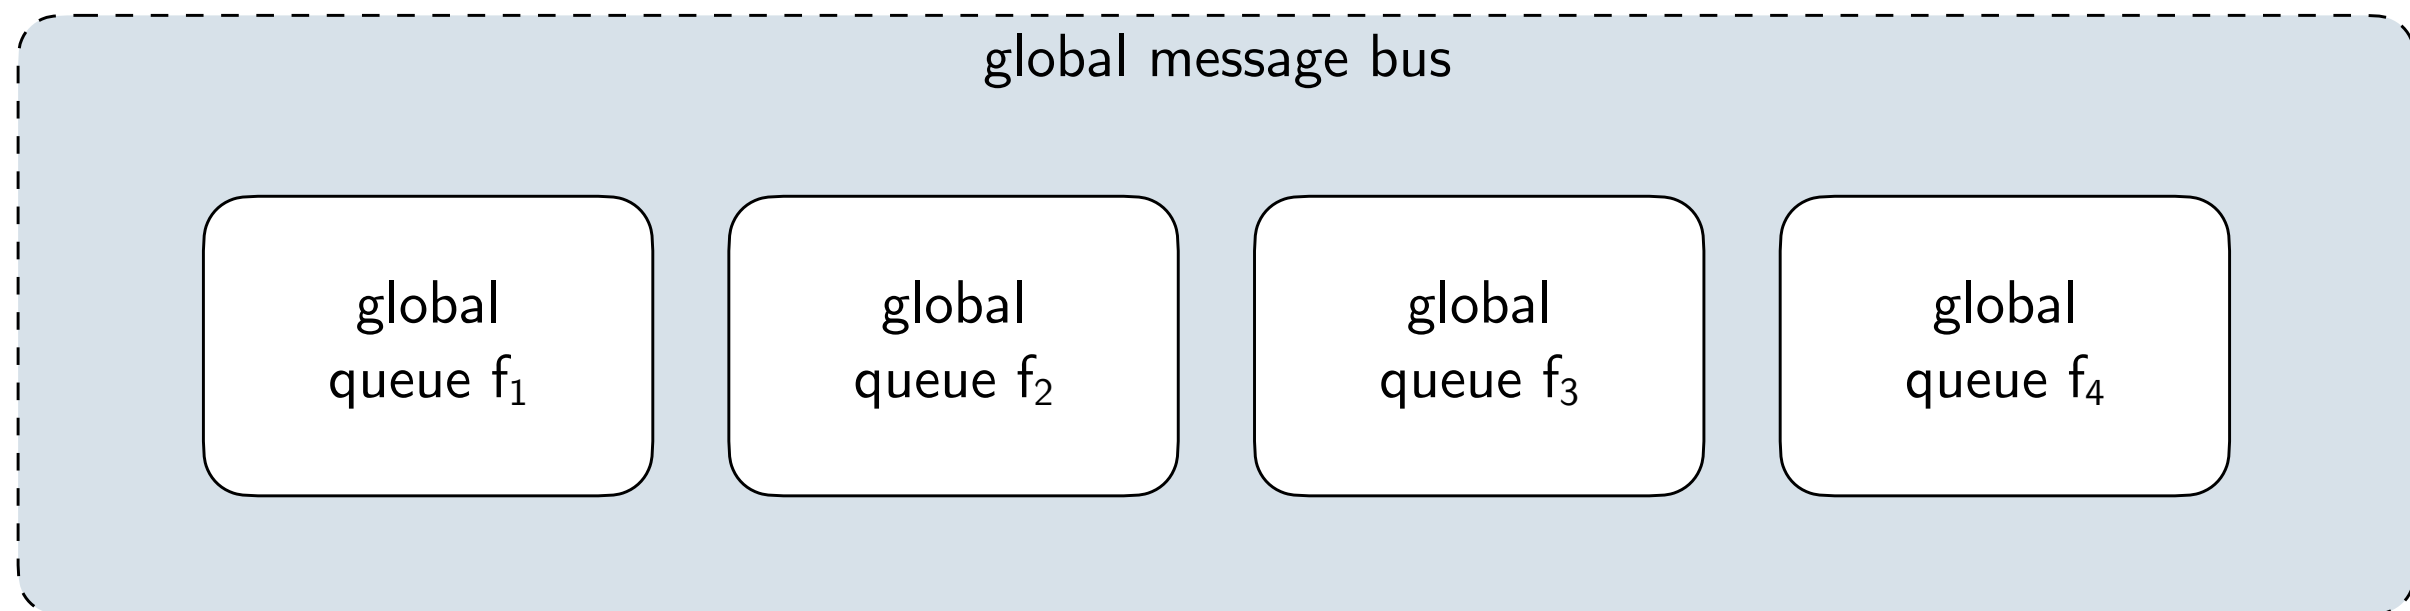 global message bus
global
queue f₁
global
queue f₂
global
queue f₃
global
queue f₄